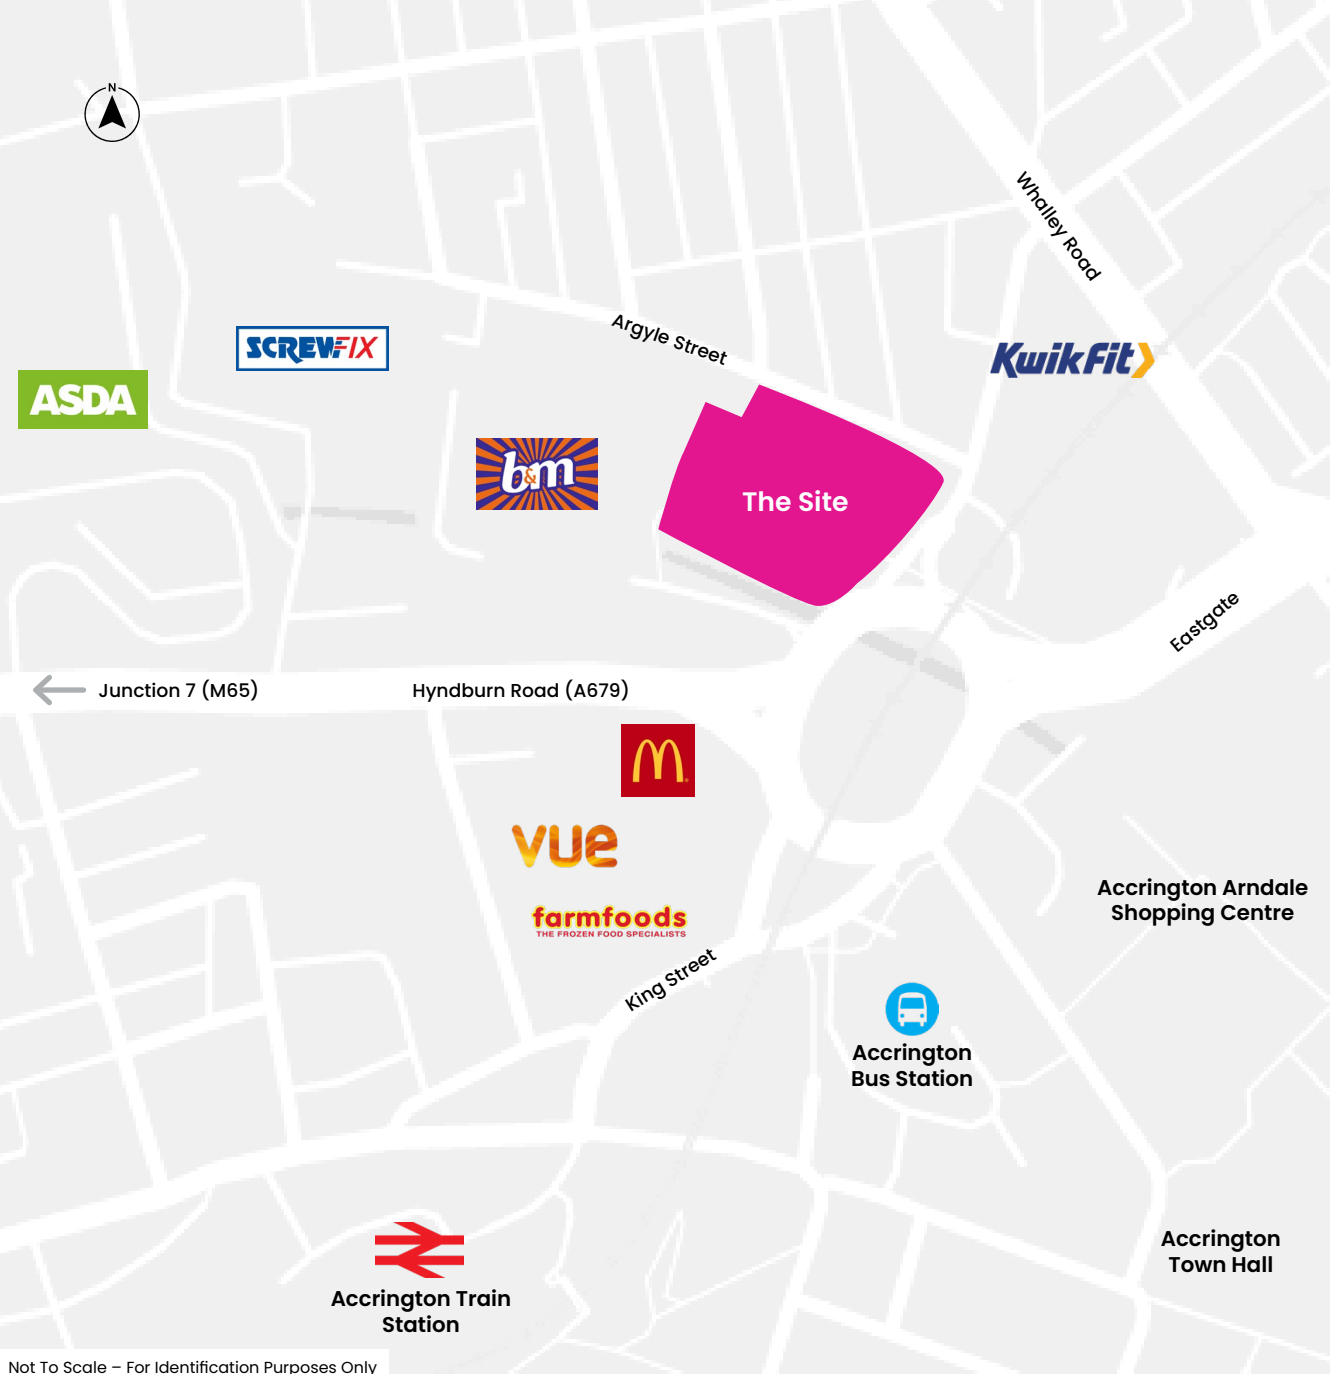 N
Whalley Road
Argyle Street
SCREWFIX
KwikFit
ASDA
b&m
The Site
Eastgate
Junction 7 (M65)
Hyndburn Road (A679)
M
vue
farmfoods
THE FROZEN FOOD SPECIALISTS
Accrington Arndale
Shopping Centre
King Street
Accrington
Bus Station
Accrington
Town Hall
Accrington Train
Station
Not To Scale – For Identification Purposes Only